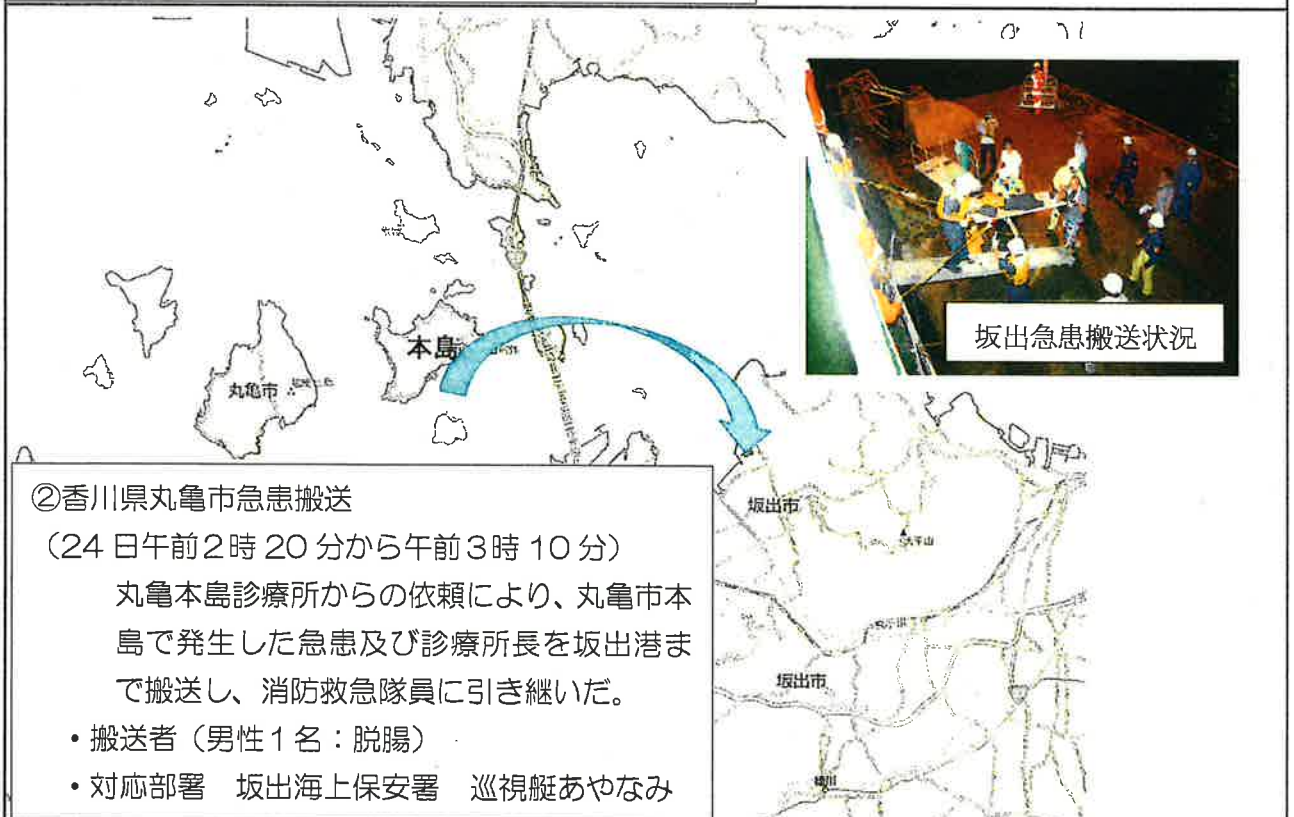 坂出急患搬送状況
本島
丸亀市
坂出市
②香川県丸亀市急患搬送
（24日午前2時20分から午前3時10分）
丸亀本島診療所からの依頼により、丸亀市本
島で発生した急患及び診療所長を坂出港ま
で搬送し、消防救急隊員に引き継いだ。
・搬送者（男性1名：脱腸）
・対応部署　坂出海上保安署　巡視艇あやなみ
坂出市